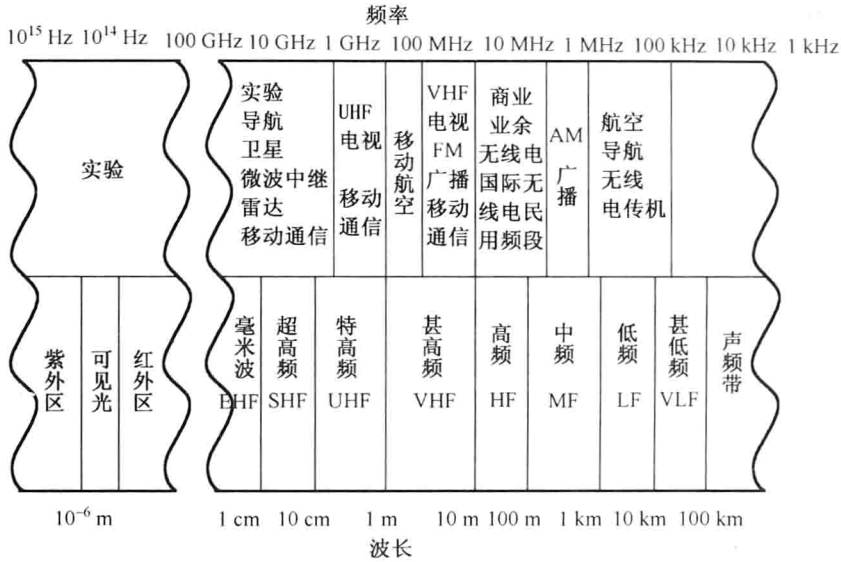 频率
10¹⁵ Hz 10¹⁴ Hz 100 GHz 10 GHz 1 GHz 100 MHz 10 MHz 1 MHz 100 kHz 10 kHz 1 kHz
实验
实验
导航
卫星
微波中继
雷达
移动通信
UHF
电视
移动
通信
移动航空
VHF
电视
FM
广播
移动
通信
商业
业余
无线电
国际无
线电民
用频段
AM
广播
航空
导航
无线
电传机
紫外区
可见光
红外区
毫米波
EHF
超高频
SHF
特高频
UHF
甚高频
VHF
高频
HF
中频
MF
低频
LF
甚低频
VLF
声频带
10⁻⁶ m 1 cm 10 cm 1 m 10 m 100 m 1 km 10 km 100 km
波长